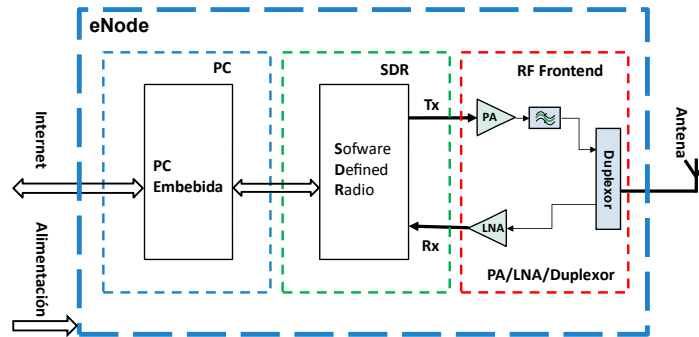 eNode
PC
SDR
RF Frontend
Internet
Alimentación
PC
Embebida
Sofware
Defined
Radio
Tx
Rx
PA
LNA
Duplexor
PA/LNA/Duplexor
Antena